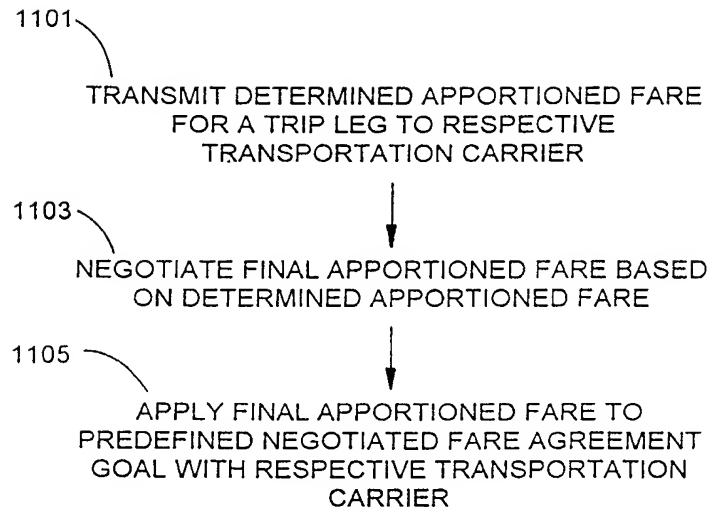 1101
TRANSMIT DETERMINED APPORTIONED FARE
FOR A TRIP LEG TO RESPECTIVE
TRANSPORTATION CARRIER
1103
NEGOTIATE FINAL APPORTIONED FARE BASED
ON DETERMINED APPORTIONED FARE
1105
APPLY FINAL APPORTIONED FARE TO
PREDEFINED NEGOTIATED FARE AGREEMENT
GOAL WITH RESPECTIVE TRANSPORTATION
CARRIER